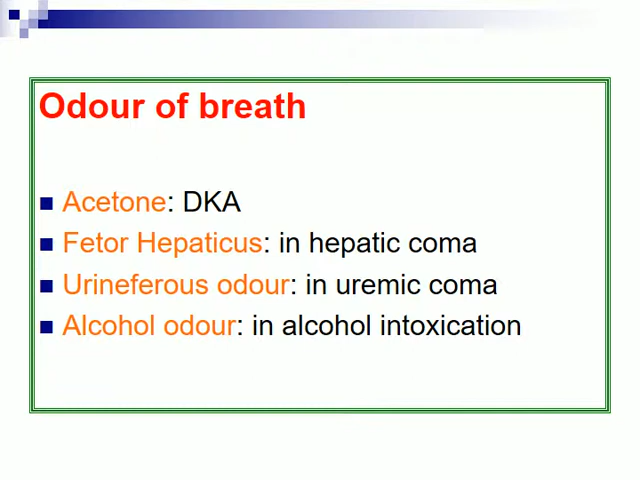 Odour of breath
Acetone: DKA
Fetor Hepaticus: in hepatic coma
Urineferous odour: in uremic coma
Alcohol odour: in alcohol intoxication